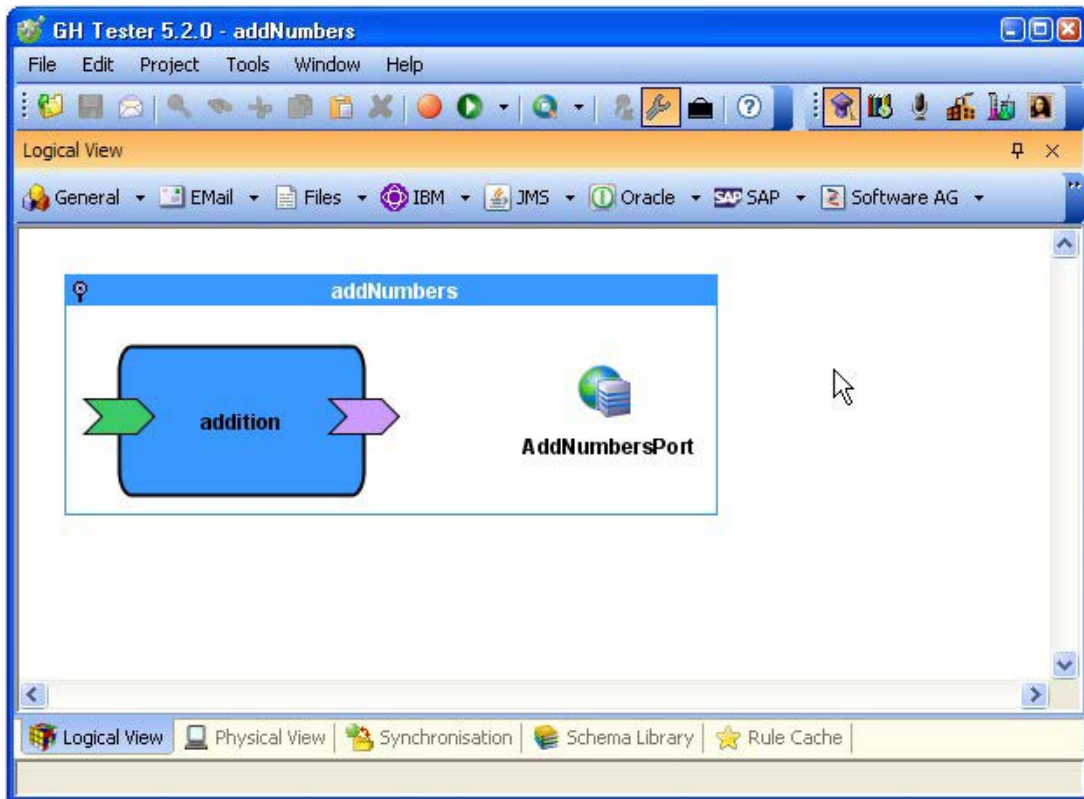 GH Tester 5.2.0 - addNumbers
File Edit Project Tools Window Help
Logical View
General EMail Files IBM JMS Oracle SAP SAP Software AG
addNumbers
addition
AddNumbersPort
Logical View Physical View Synchronisation Schema Library Rule Cache